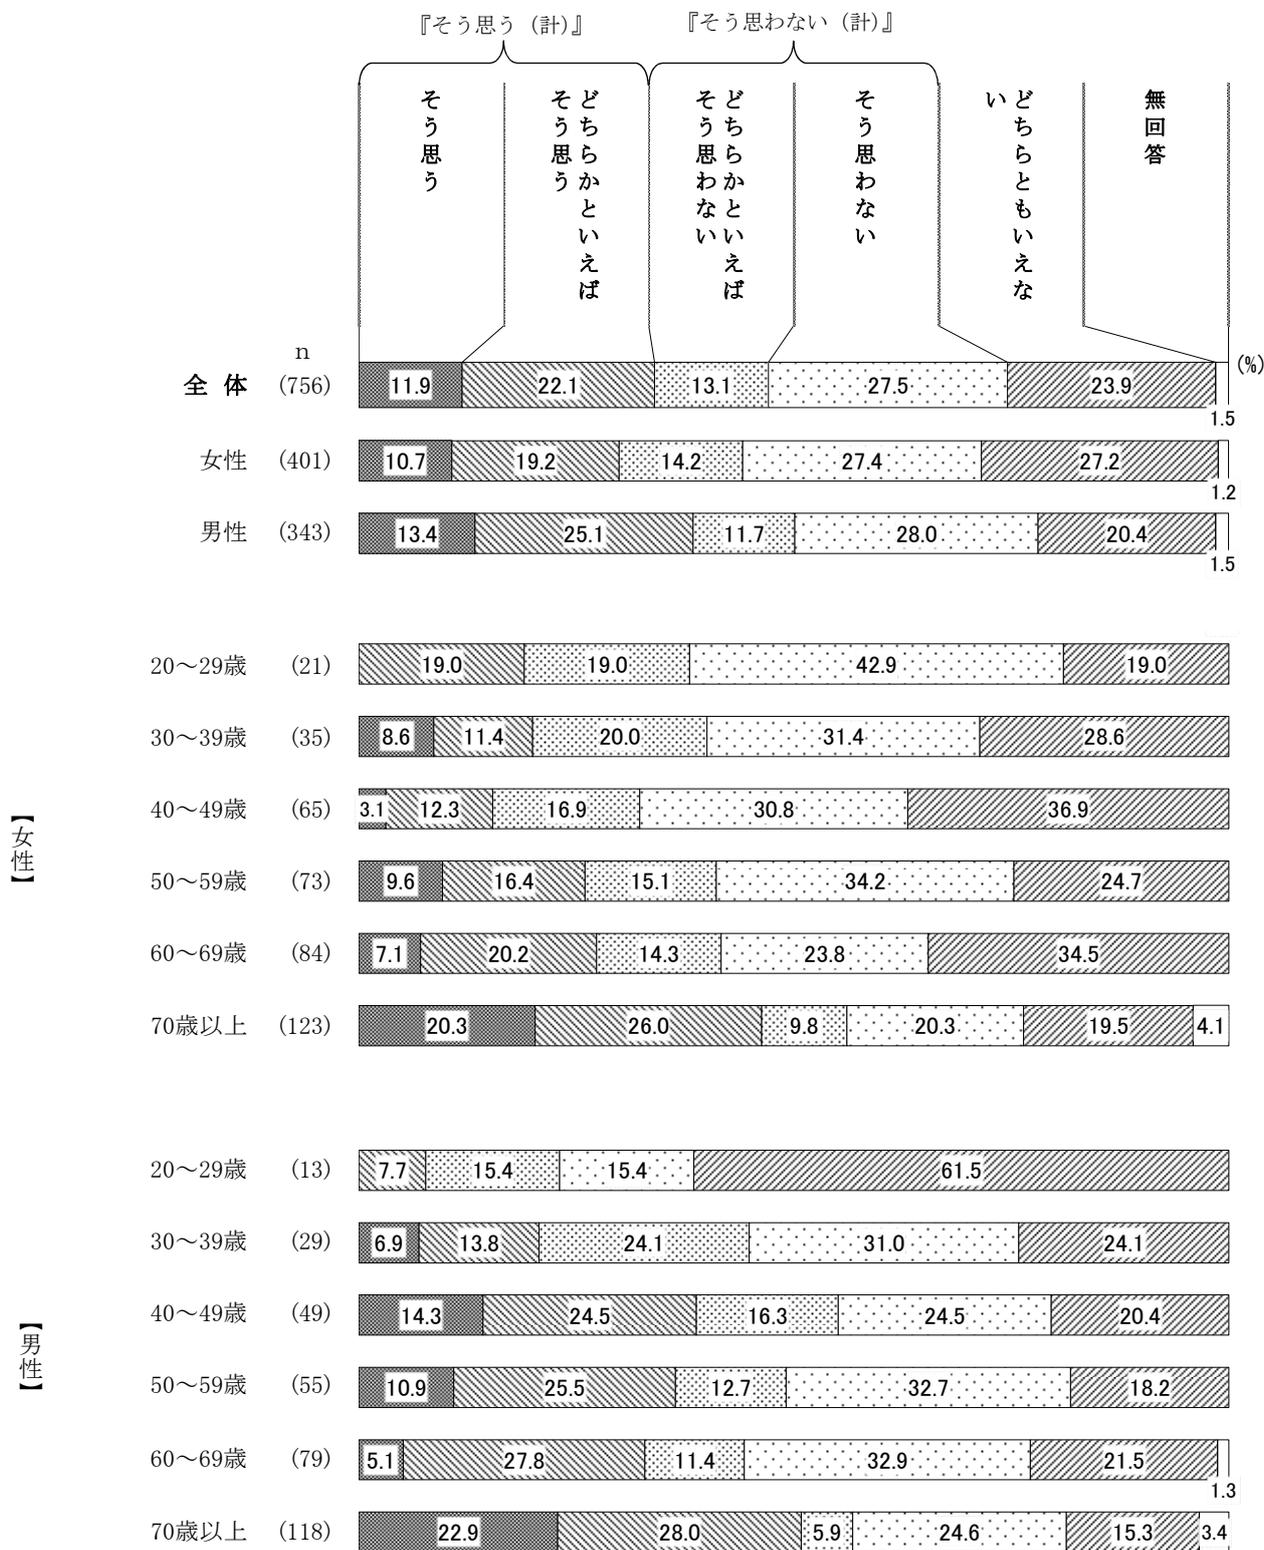 『そう思う（計）』　『そう思わない（計）』
そう思う
どちらかといえば
そう思う
どちらかといえば
そう思わない
そう思わない
どちらともいえな
い
無回答
n
(%)
全 体 (756) 11.9 22.1 13.1 27.5 23.9 1.5
女性 (401) 10.7 19.2 14.2 27.4 27.2 1.2
男性 (343) 13.4 25.1 11.7 28.0 20.4 1.5
【女性】
20～29歳 (21) 19.0 19.0 42.9 19.0
30～39歳 (35) 8.6 11.4 20.0 31.4 28.6
40～49歳 (65) 3.1 12.3 16.9 30.8 36.9
50～59歳 (73) 9.6 16.4 15.1 34.2 24.7
60～69歳 (84) 7.1 20.2 14.3 23.8 34.5
70歳以上 (123) 20.3 26.0 9.8 20.3 19.5 4.1
【男性】
20～29歳 (13) 7.7 15.4 15.4 61.5
30～39歳 (29) 6.9 13.8 24.1 31.0 24.1
40～49歳 (49) 14.3 24.5 16.3 24.5 20.4
50～59歳 (55) 10.9 25.5 12.7 32.7 18.2
60～69歳 (79) 5.1 27.8 11.4 32.9 21.5 1.3
70歳以上 (118) 22.9 28.0 5.9 24.6 15.3 3.4